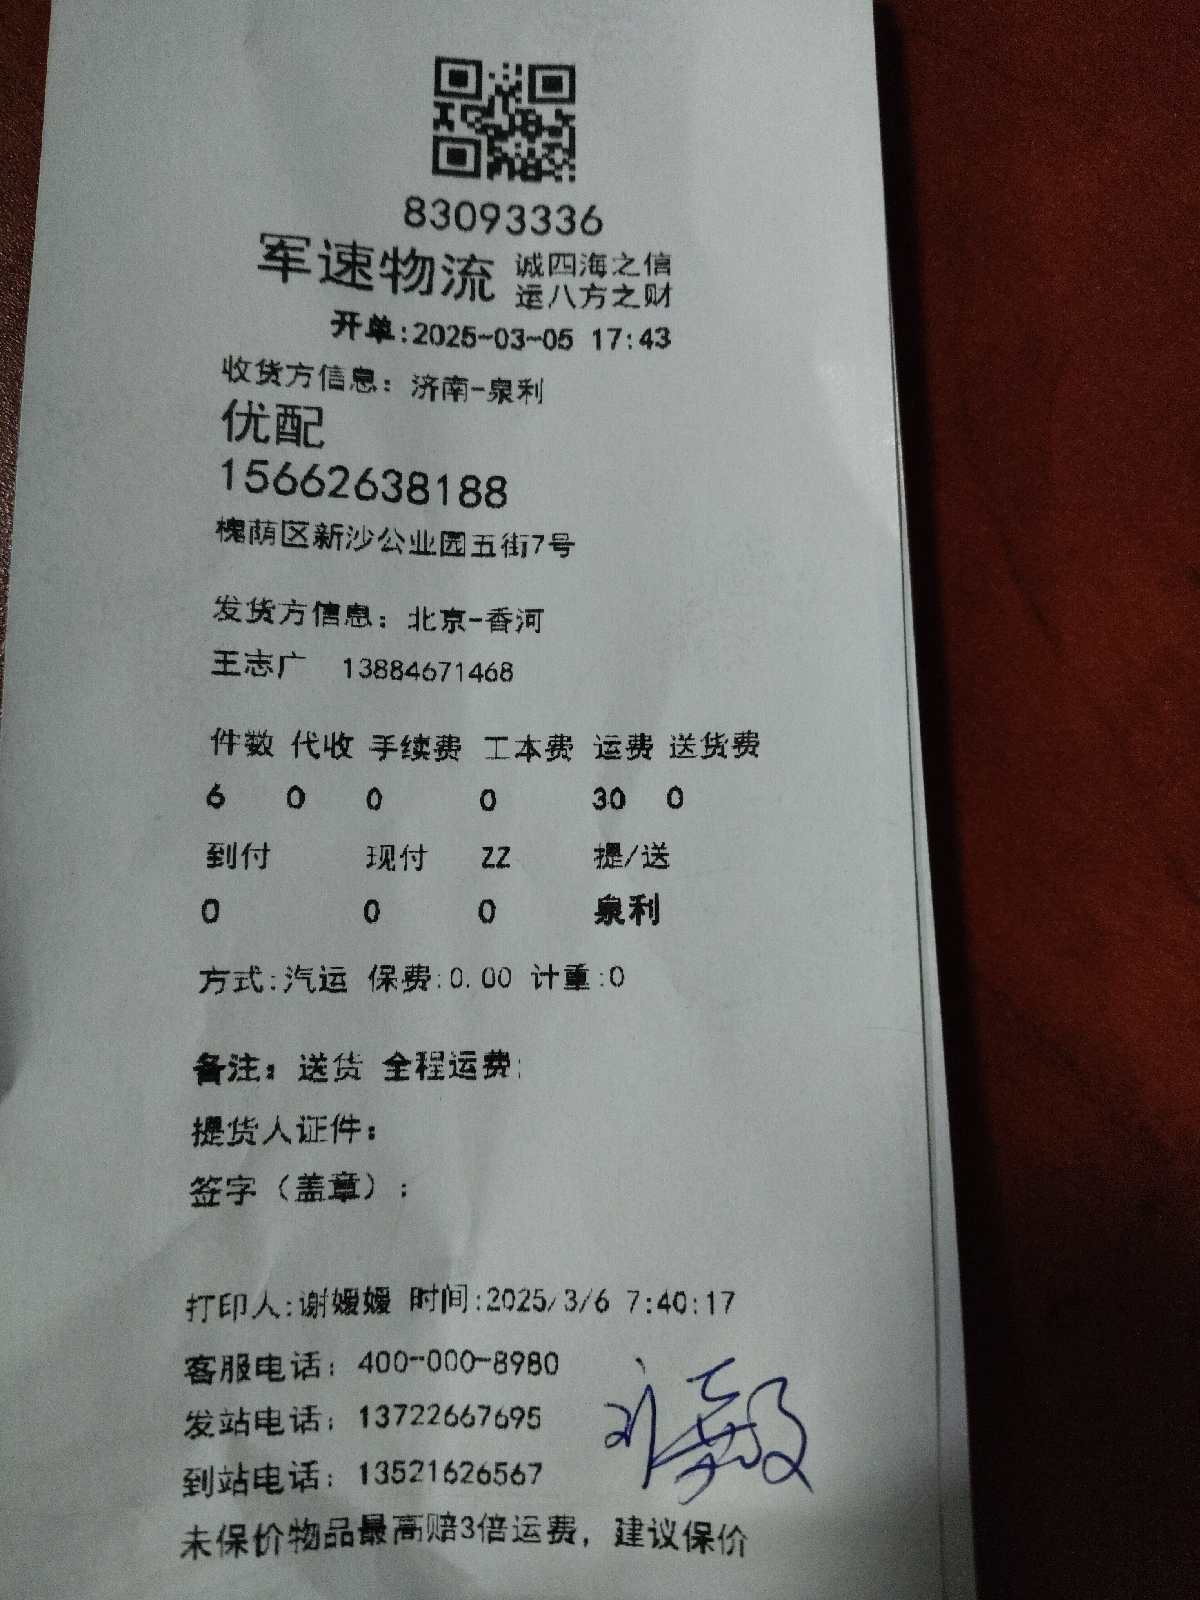 83093336
军速物流 诚四海之信
运八方之财
开单:2025-03-05 17:43
收货方信息: 济南-泉利
优配
15662638188
槐荫区新沙公业园五街7号
发货方信息: 北京-香河
王志广 13884671468
件数 代收 手续费 工本费 运费 送货费
6 0 0 0 30 0
到付 现付 ZZ 提/送
0 0 0 泉利
方式:汽运 保费:0.00 计重:0
备注: 送货 全程运费:
提货人证件:
签字（盖章）:
打印人:谢嫒嫒 时间:2025/3/6 7:40:17
客服电话: 400-000-8980
发站电话: 13722667695
到站电话: 13521626567
未保价物品最高赔3倍运费, 建议保价